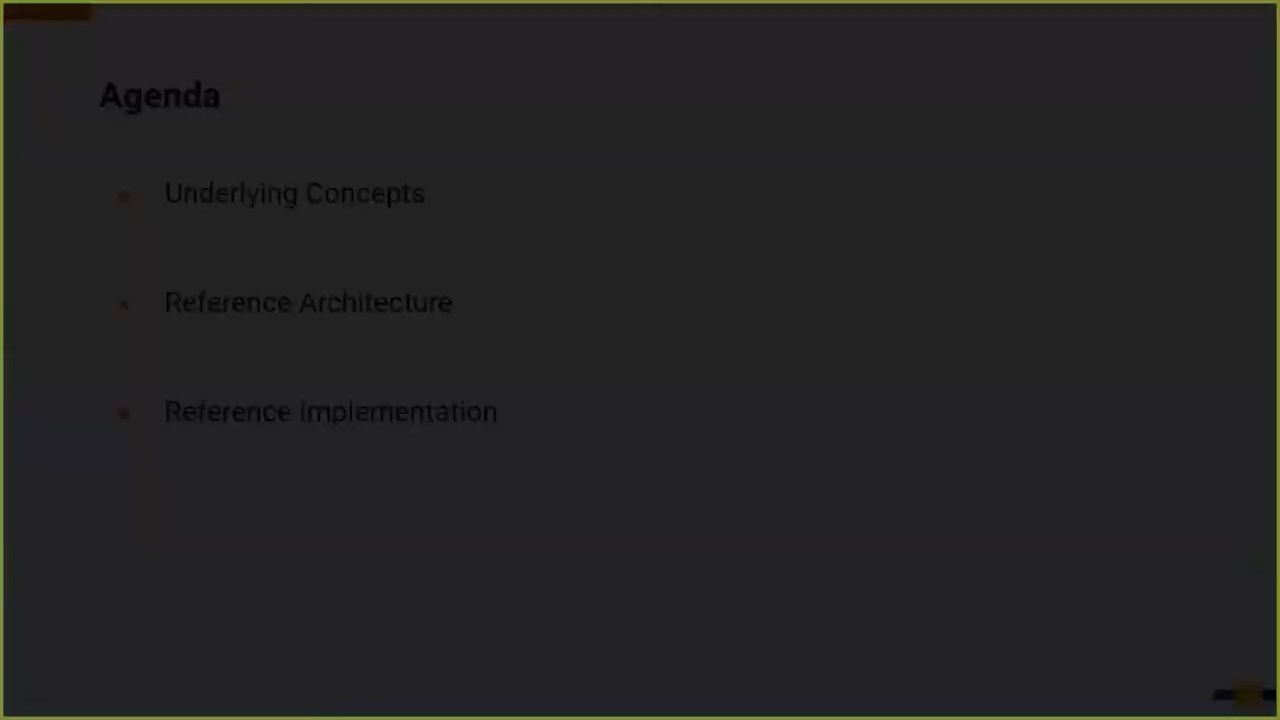 Agenda
Underlying Concepts
Reference Architecture
Reference Implementation